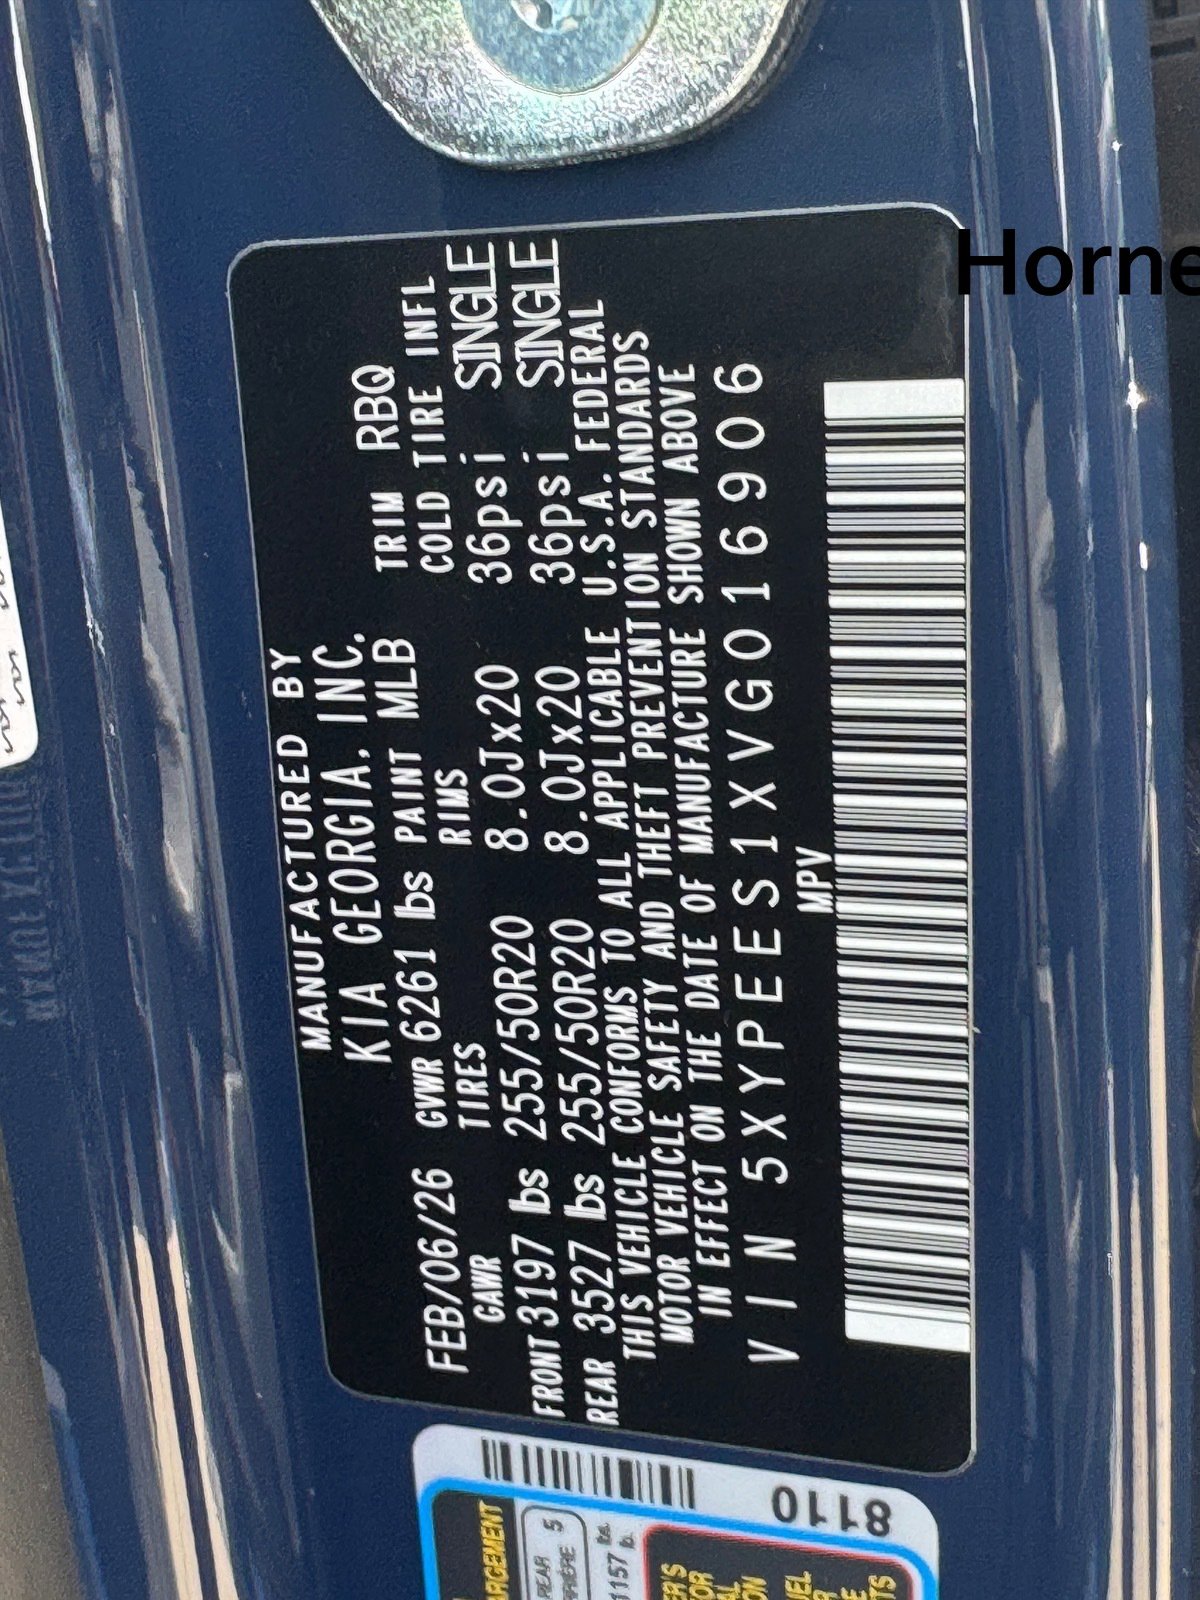 MANUFACTURED BY
KIA GEORGIA, INC.
FEB/06/26 GVWR 6261 lbs PAINT MLB TRIM RBQ
GAWR TIRES RIMS COLD TIRE INFL
FRONT 3197 lbs 255/50R20 8.0Jx20 36psi SINGLE
REAR 3527 lbs 255/50R20 8.0Jx20 36psi SINGLE
THIS VEHICLE CONFORMS TO ALL APPLICABLE U.S.A. FEDERAL
MOTOR VEHICLE SAFETY AND THEFT PREVENTION STANDARDS
IN EFFECT ON THE DATE OF MANUFACTURE SHOWN ABOVE
VIN 5XYPEES1XVG016906
MPV
Horne
8110
REAR 5
1157